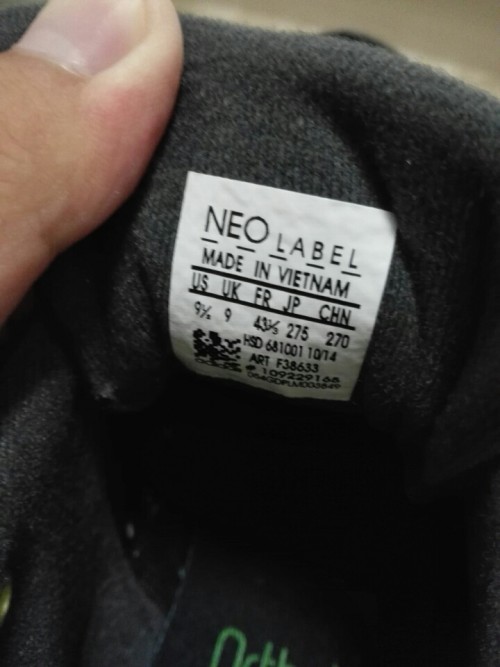 NEO LABEL
MADE IN VIETNAM
US UK FR JP CHN
9½ 9 43⅓ 275 270
HSD 681001 10/14
ART F38633
# 109229168